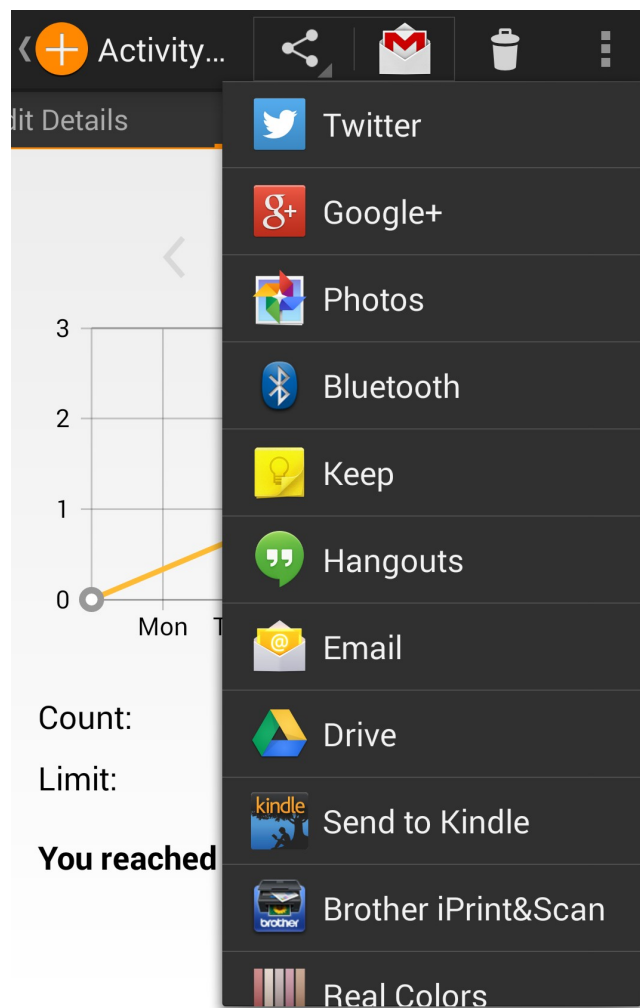 Activity…
dit Details
Twitter
Google+
Photos
Bluetooth
Keep
Hangouts
Email
Drive
kindle
Send to Kindle
brother
Brother iPrint&Scan
Real Colors
3
2
1
0
Mon T
Count:
Limit:
You reached